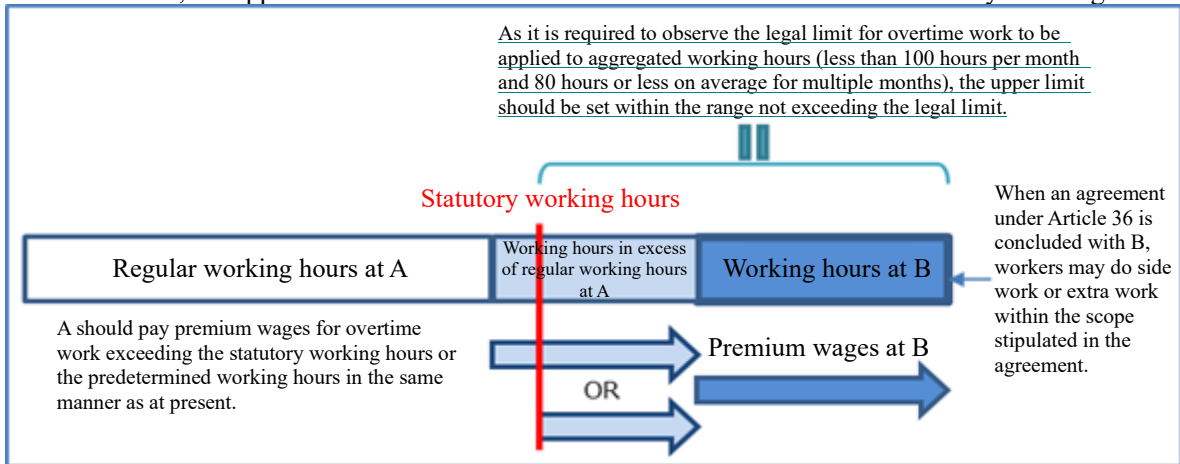 As it is required to observe the legal limit for overtime work to be
applied to aggregated working hours (less than 100 hours per month
and 80 hours or less on average for multiple months), the upper limit
should be set within the range not exceeding the legal limit.
Statutory working hours
When an agreement
under Article 36 is
concluded with B,
workers may do side
work or extra work
within the scope
stipulated in the
agreement.
Regular working hours at A
Working hours in excess
of regular working hours
at A
Working hours at B
A should pay premium wages for overtime
work exceeding the statutory working hours or
the predetermined working hours in the same
manner as at present.
Premium wages at B
OR